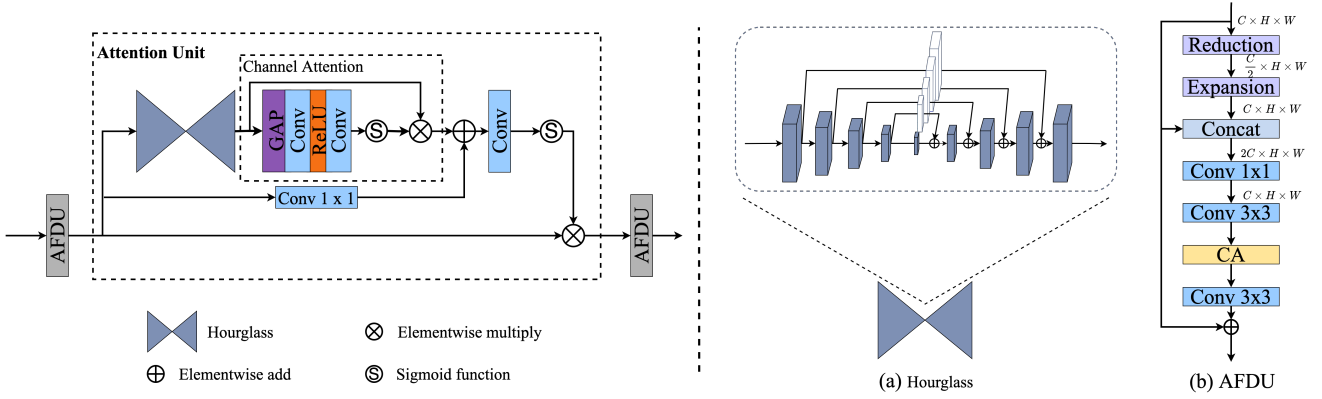 Attention Unit
Channel Attention
GAP
Conv
ReLU
Conv
S
Conv
S
Conv 1 x 1
AFDU
AFDU
Hourglass
Elementwise multiply
Elementwise add
S
Sigmoid function
(a) Hourglass
C × H × W
Reduction
C/2 × H × W
Expansion
C × H × W
Concat
2C × H × W
Conv 1x1
C × H × W
Conv 3x3
CA
Conv 3x3
(b) AFDU